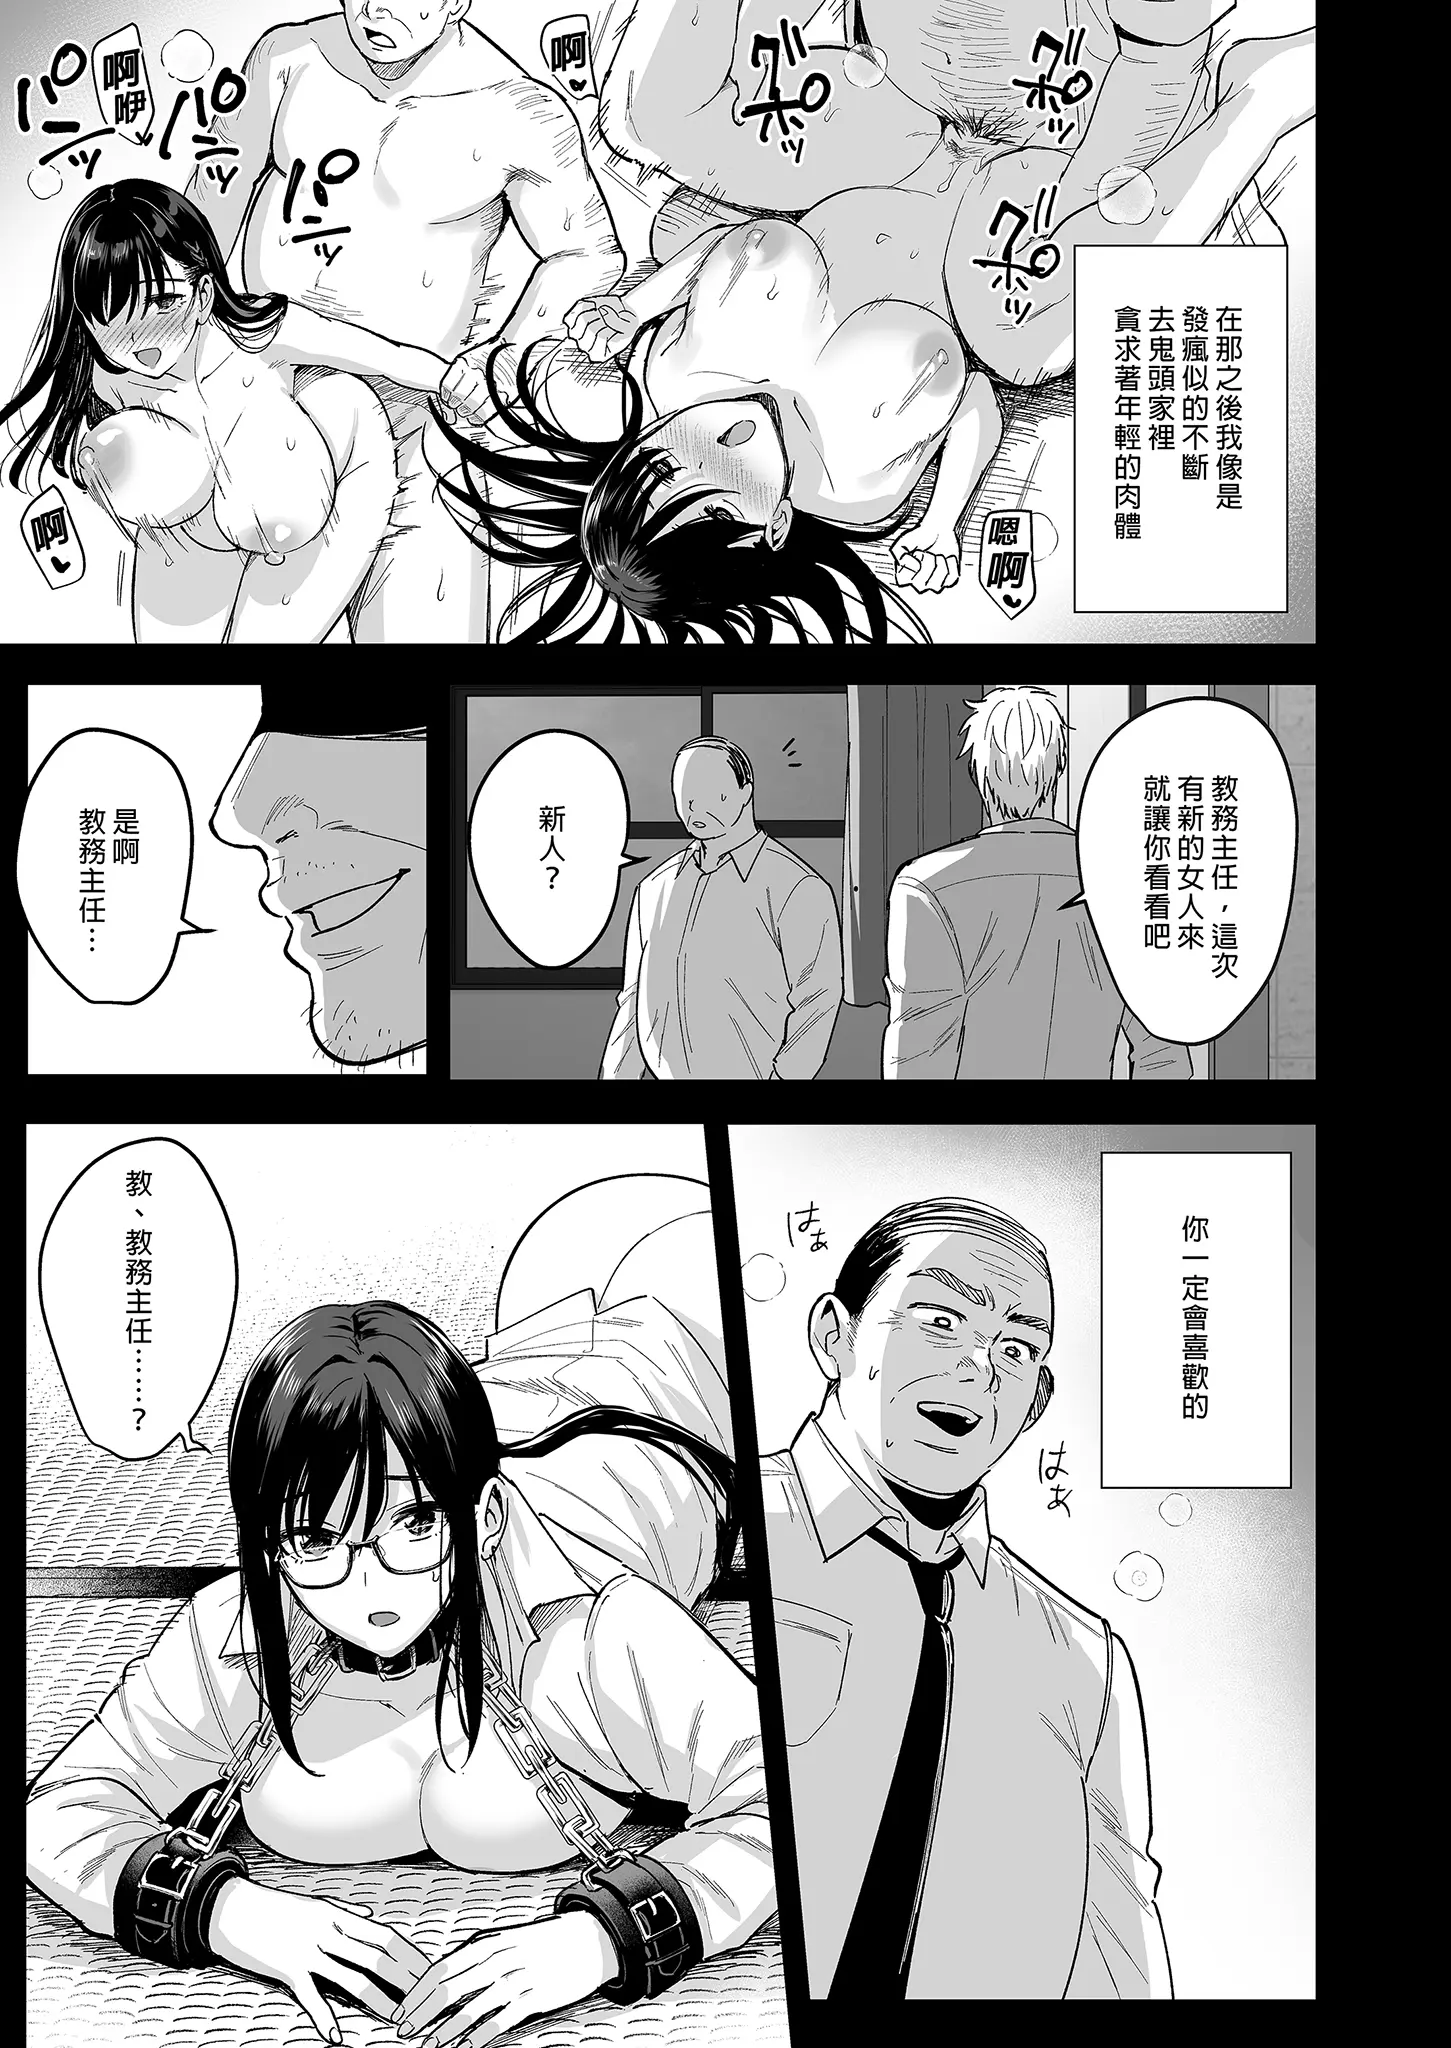 在那之後我像是
發瘋似的不斷
去鬼頭家裡
貪求著年輕的肉體
グポッ
グポッ
グポッ
啊♥
嗯啊♥
パンッ
パンッ
パンッ
啊咿
啊♥
教務主任，這次
有新的女人來
就讓你看看吧
新人？
是啊
教務主任…
你一定會喜歡的
はぁ
はぁ
教、教務主任……？